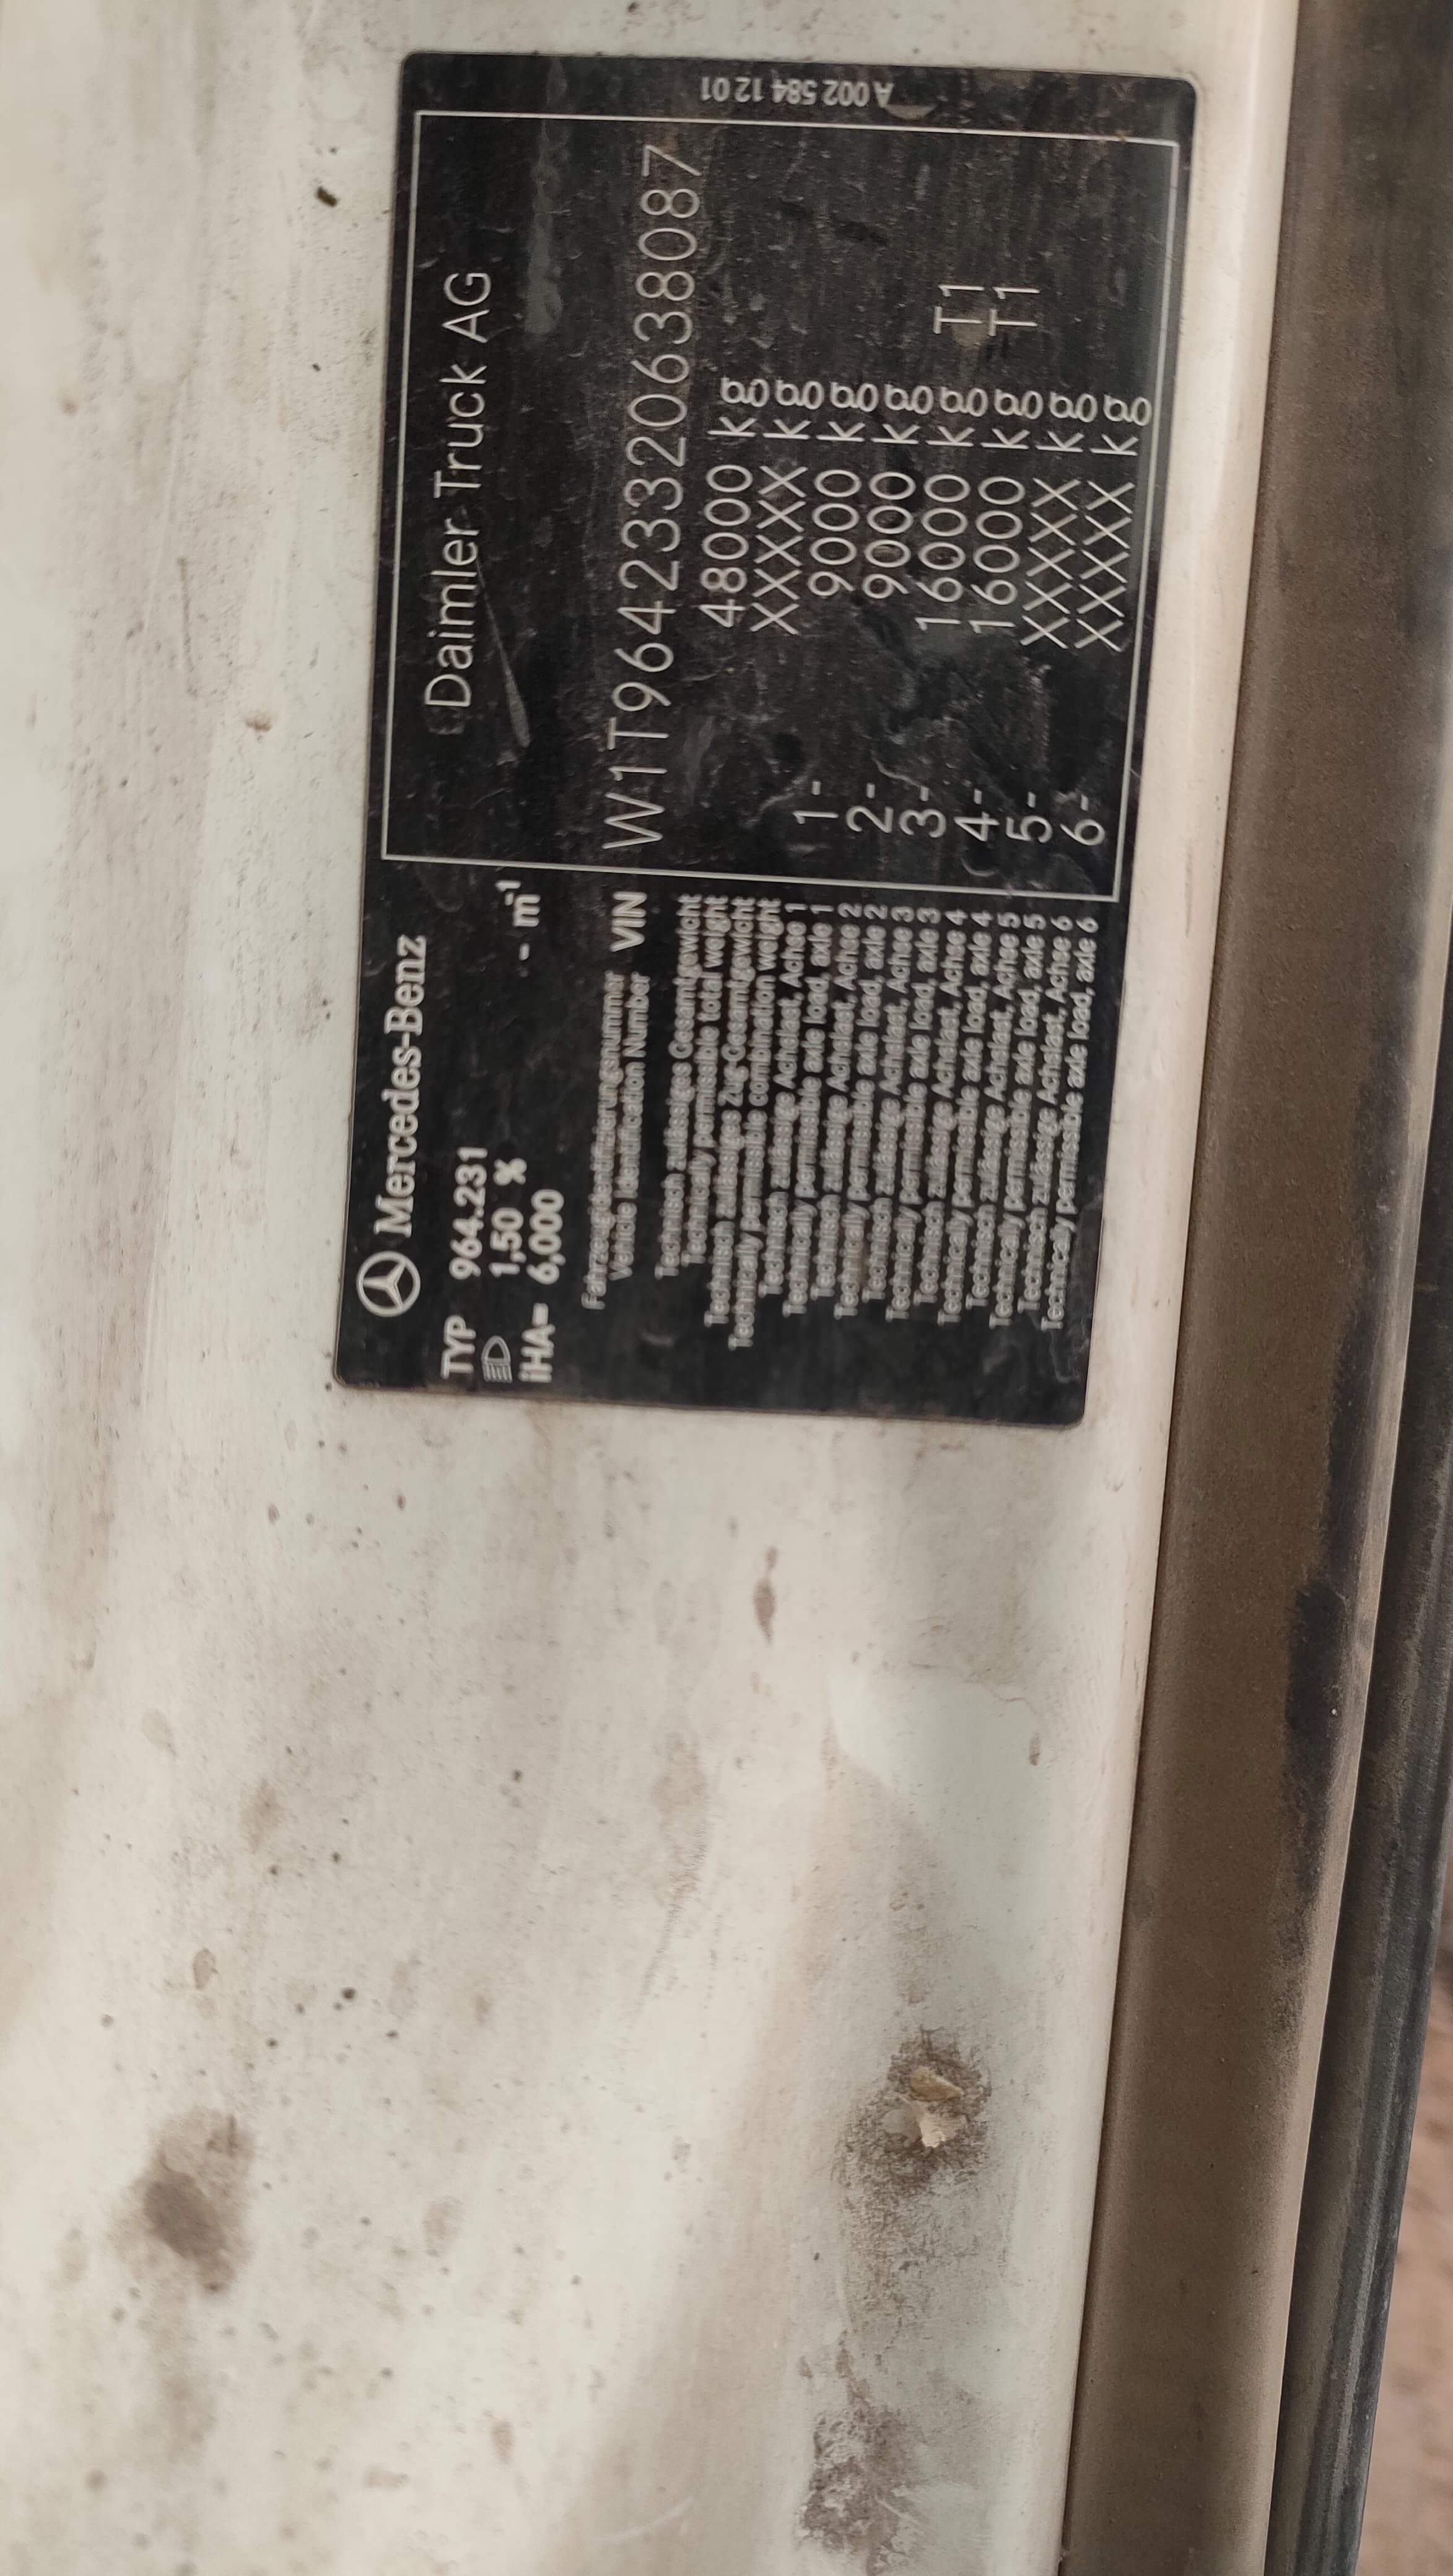 Mercedes-Benz
TYP 964.231
1,50 %
iHA= 6,000
- m⁻¹
Daimler Truck AG
Fahrzeugidentifizierungsnummer
Vehicle Identification Number
VIN W1T96423320638087
Technisch zulässiges Gesamtgewicht
Technically permissible total weight
48000 kg
Technisch zulässiges Zug-Gesamtgewicht
Technically permissible combination weight
XXXXX kg
Technisch zulässige Achslast, Achse 1
Technically permissible axle load, axle 1
1- 9000 kg
Technisch zulässige Achslast, Achse 2
Technically permissible axle load, axle 2
2- 9000 kg
Technisch zulässige Achslast, Achse 3
Technically permissible axle load, axle 3
3- 16000 kg T1
Technisch zulässige Achslast, Achse 4
Technically permissible axle load, axle 4
4- 16000 kg T1
Technisch zulässige Achslast, Achse 5
Technically permissible axle load, axle 5
5- XXXXX kg
Technisch zulässige Achslast, Achse 6
Technically permissible axle load, axle 6
6- XXXXX kg
A 002 584 12 01